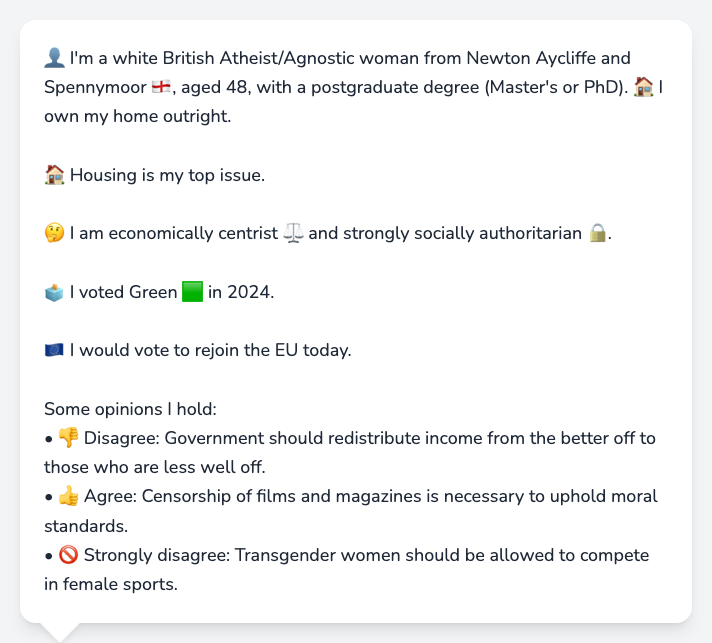 👤 I'm a white British Atheist/Agnostic woman from Newton Aycliffe and
Spennymoor 🏴󠁧󠁢󠁥󠁮󠁧󠁿, aged 48, with a postgraduate degree (Master's or PhD). 🏠 I
own my home outright.
🏠 Housing is my top issue.
🤔 I am economically centrist ⚖️ and strongly socially authoritarian 🔒.
🗳️ I voted Green 🟩 in 2024.
🇪🇺 I would vote to rejoin the EU today.
Some opinions I hold:
• 👎 Disagree: Government should redistribute income from the better off to
those who are less well off.
• 👍 Agree: Censorship of films and magazines is necessary to uphold moral
standards.
• 🚫 Strongly disagree: Transgender women should be allowed to compete
in female sports.